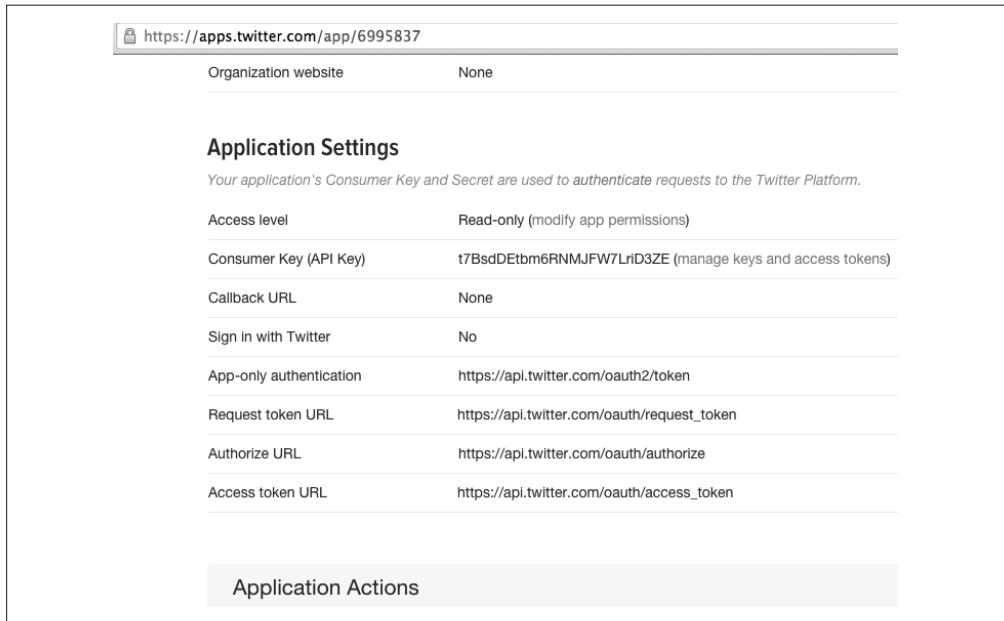 https://apps.twitter.com/app/6995837
Organization website None
Application Settings
Your application's Consumer Key and Secret are used to authenticate requests to the Twitter Platform.
Access level Read-only (modify app permissions)
Consumer Key (API Key) t7BsdDEtbm6RNMJFW7LriD3ZE (manage keys and access tokens)
Callback URL None
Sign in with Twitter No
App-only authentication https://api.twitter.com/oauth2/token
Request token URL https://api.twitter.com/oauth/request_token
Authorize URL https://api.twitter.com/oauth/authorize
Access token URL https://api.twitter.com/oauth/access_token
Application Actions